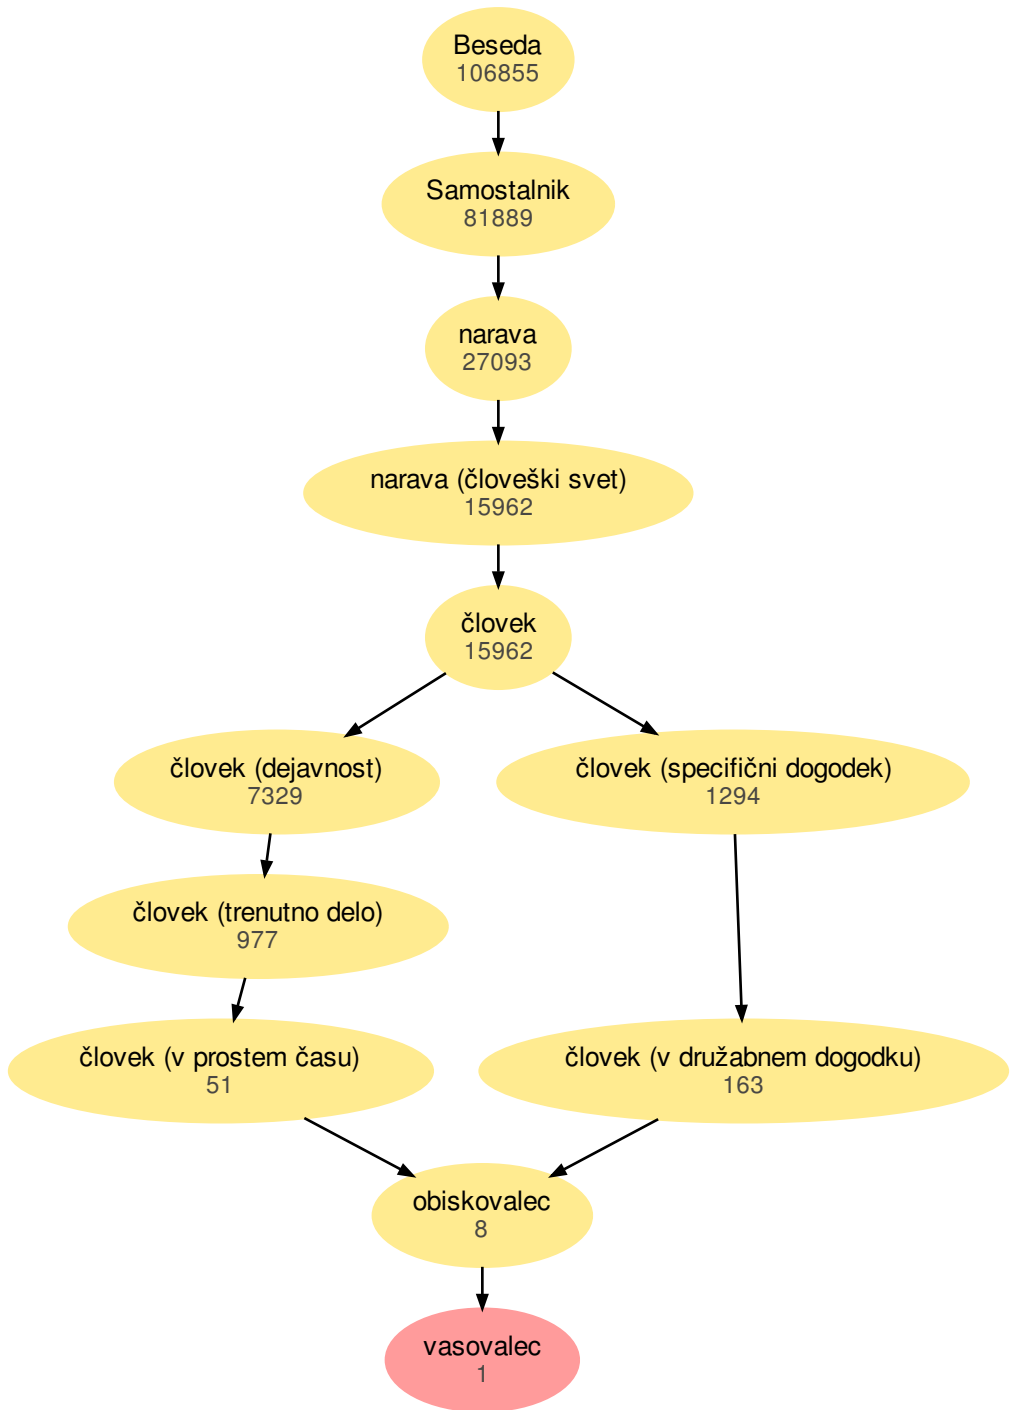 Beseda
106855
Samostalnik
81889
narava
27093
narava (človeški svet)
15962
človek
15962
človek (dejavnost)
7329
človek (specifični dogodek)
1294
človek (trenutno delo)
977
človek (v prostem času)
51
človek (v družabnem dogodku)
163
obiskovalec
8
vasovalec
1